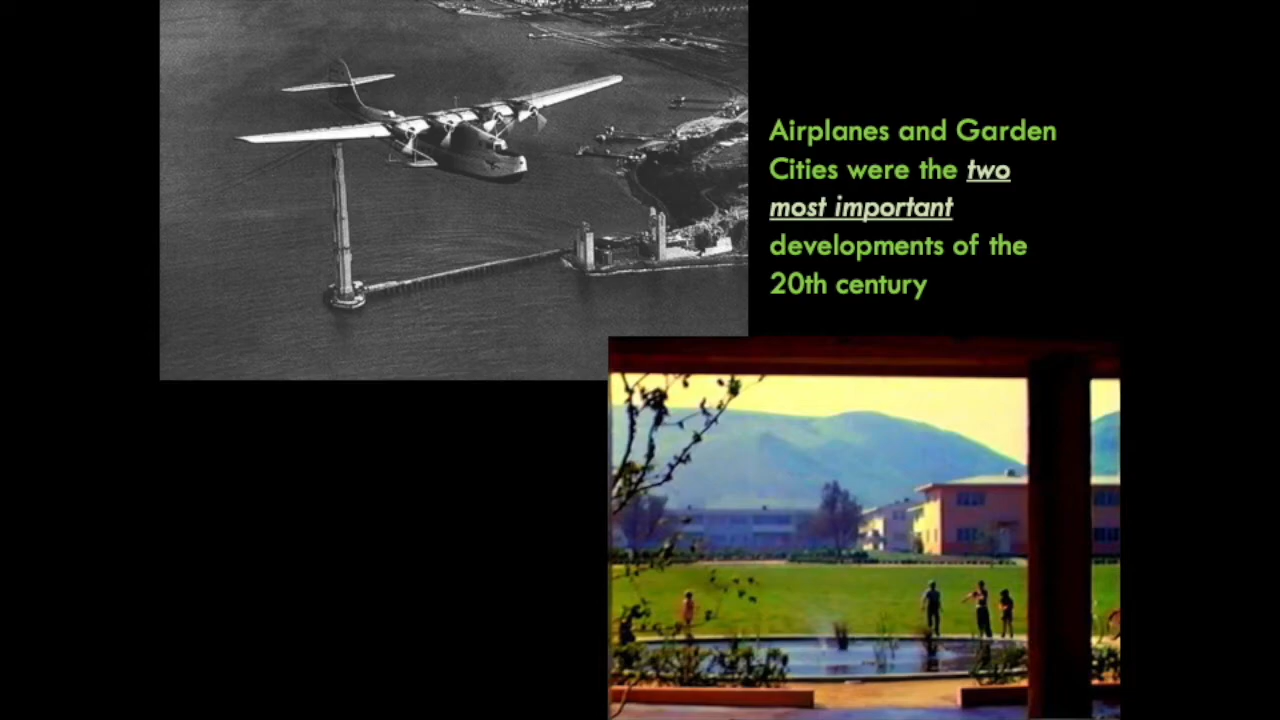 Airplanes and Garden
Cities were the two
most important
developments of the
20th century